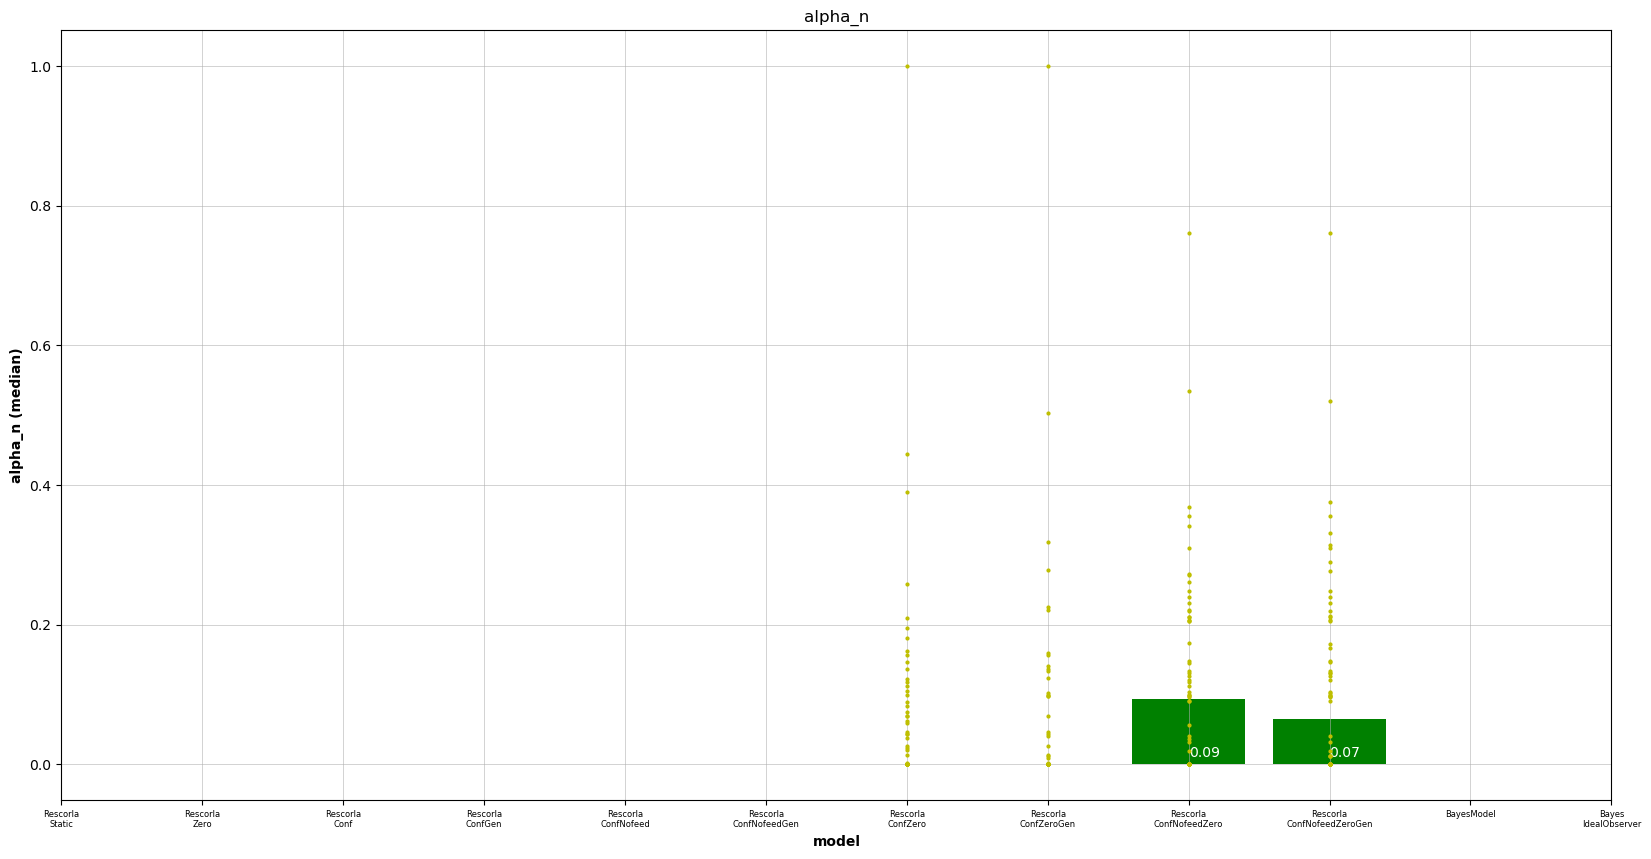 alpha_n
1.0
0.8
0.6
0.4
0.2
0.0
alpha_n (median)
0.09
0.07
Rescorla
Static
Rescorla
Zero
Rescorla
Conf
Rescorla
ConfGen
Rescorla
ConfNofeed
Rescorla
ConfNofeedGen
Rescorla
ConfZero
Rescorla
ConfZeroGen
Rescorla
ConfNofeedZero
Rescorla
ConfNofeedZeroGen
BayesModel
Bayes
IdealObserver
model